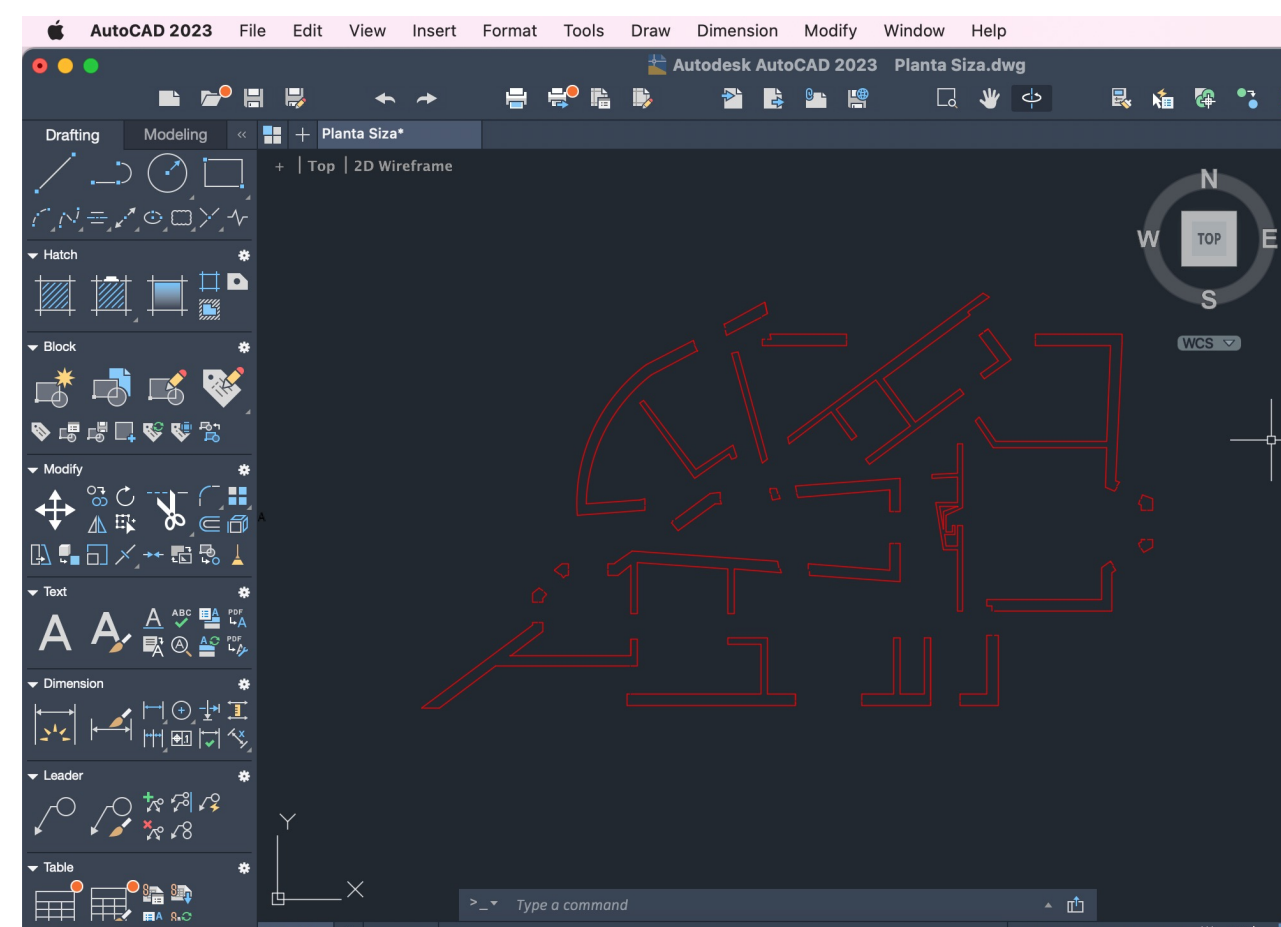 AutoCAD 2023 File Edit View Insert Format Tools Draw Dimension Modify Window Help
Autodesk AutoCAD 2023 Planta Siza.dwg
Drafting Modeling << + Planta Siza*
+ | Top | 2D Wireframe
N
W TOP E
S
WCS
Hatch
Block
Modify
A
Text
A A A ABC A PDF
A A A PDF
Dimension
1
x
Leader
Table
A
Y
X
>_ Type a command